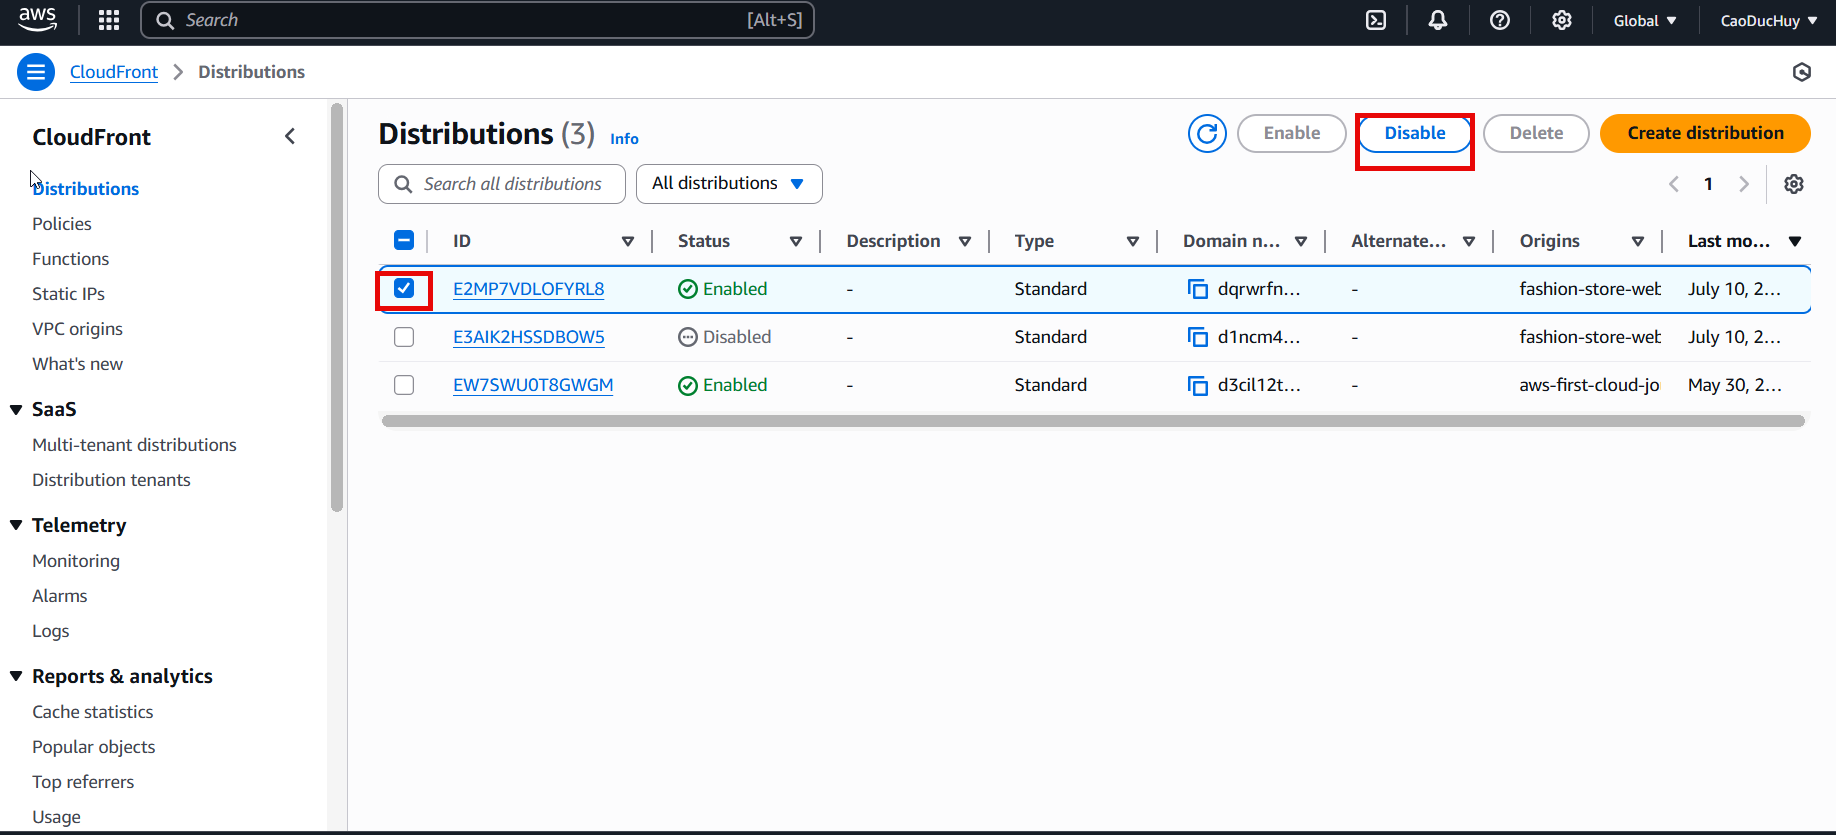 aws
Search [Alt+S]
Global
CaoDucHuy
CloudFront
Distributions
CloudFront
Distributions
Policies
Functions
Static IPs
VPC origins
What's new
SaaS
Multi-tenant distributions
Distribution tenants
Telemetry
Monitoring
Alarms
Logs
Reports & analytics
Cache statistics
Popular objects
Top referrers
Usage
Distributions (3) Info
Enable Disable Delete Create distribution
Search all distributions All distributions
1
ID Status Description Type Domain n... Alternate... Origins Last mo...
E2MP7VDLOFYRL8 Enabled - Standard dqrwrfn... - fashion-store-web July 10, 2...
E3AIK2HSSDBOW5 Disabled - Standard d1ncm4... - fashion-store-web July 10, 2...
EW7SWU0T8GWGM Enabled - Standard d3cil12t... - aws-first-cloud-jo May 30, 2...